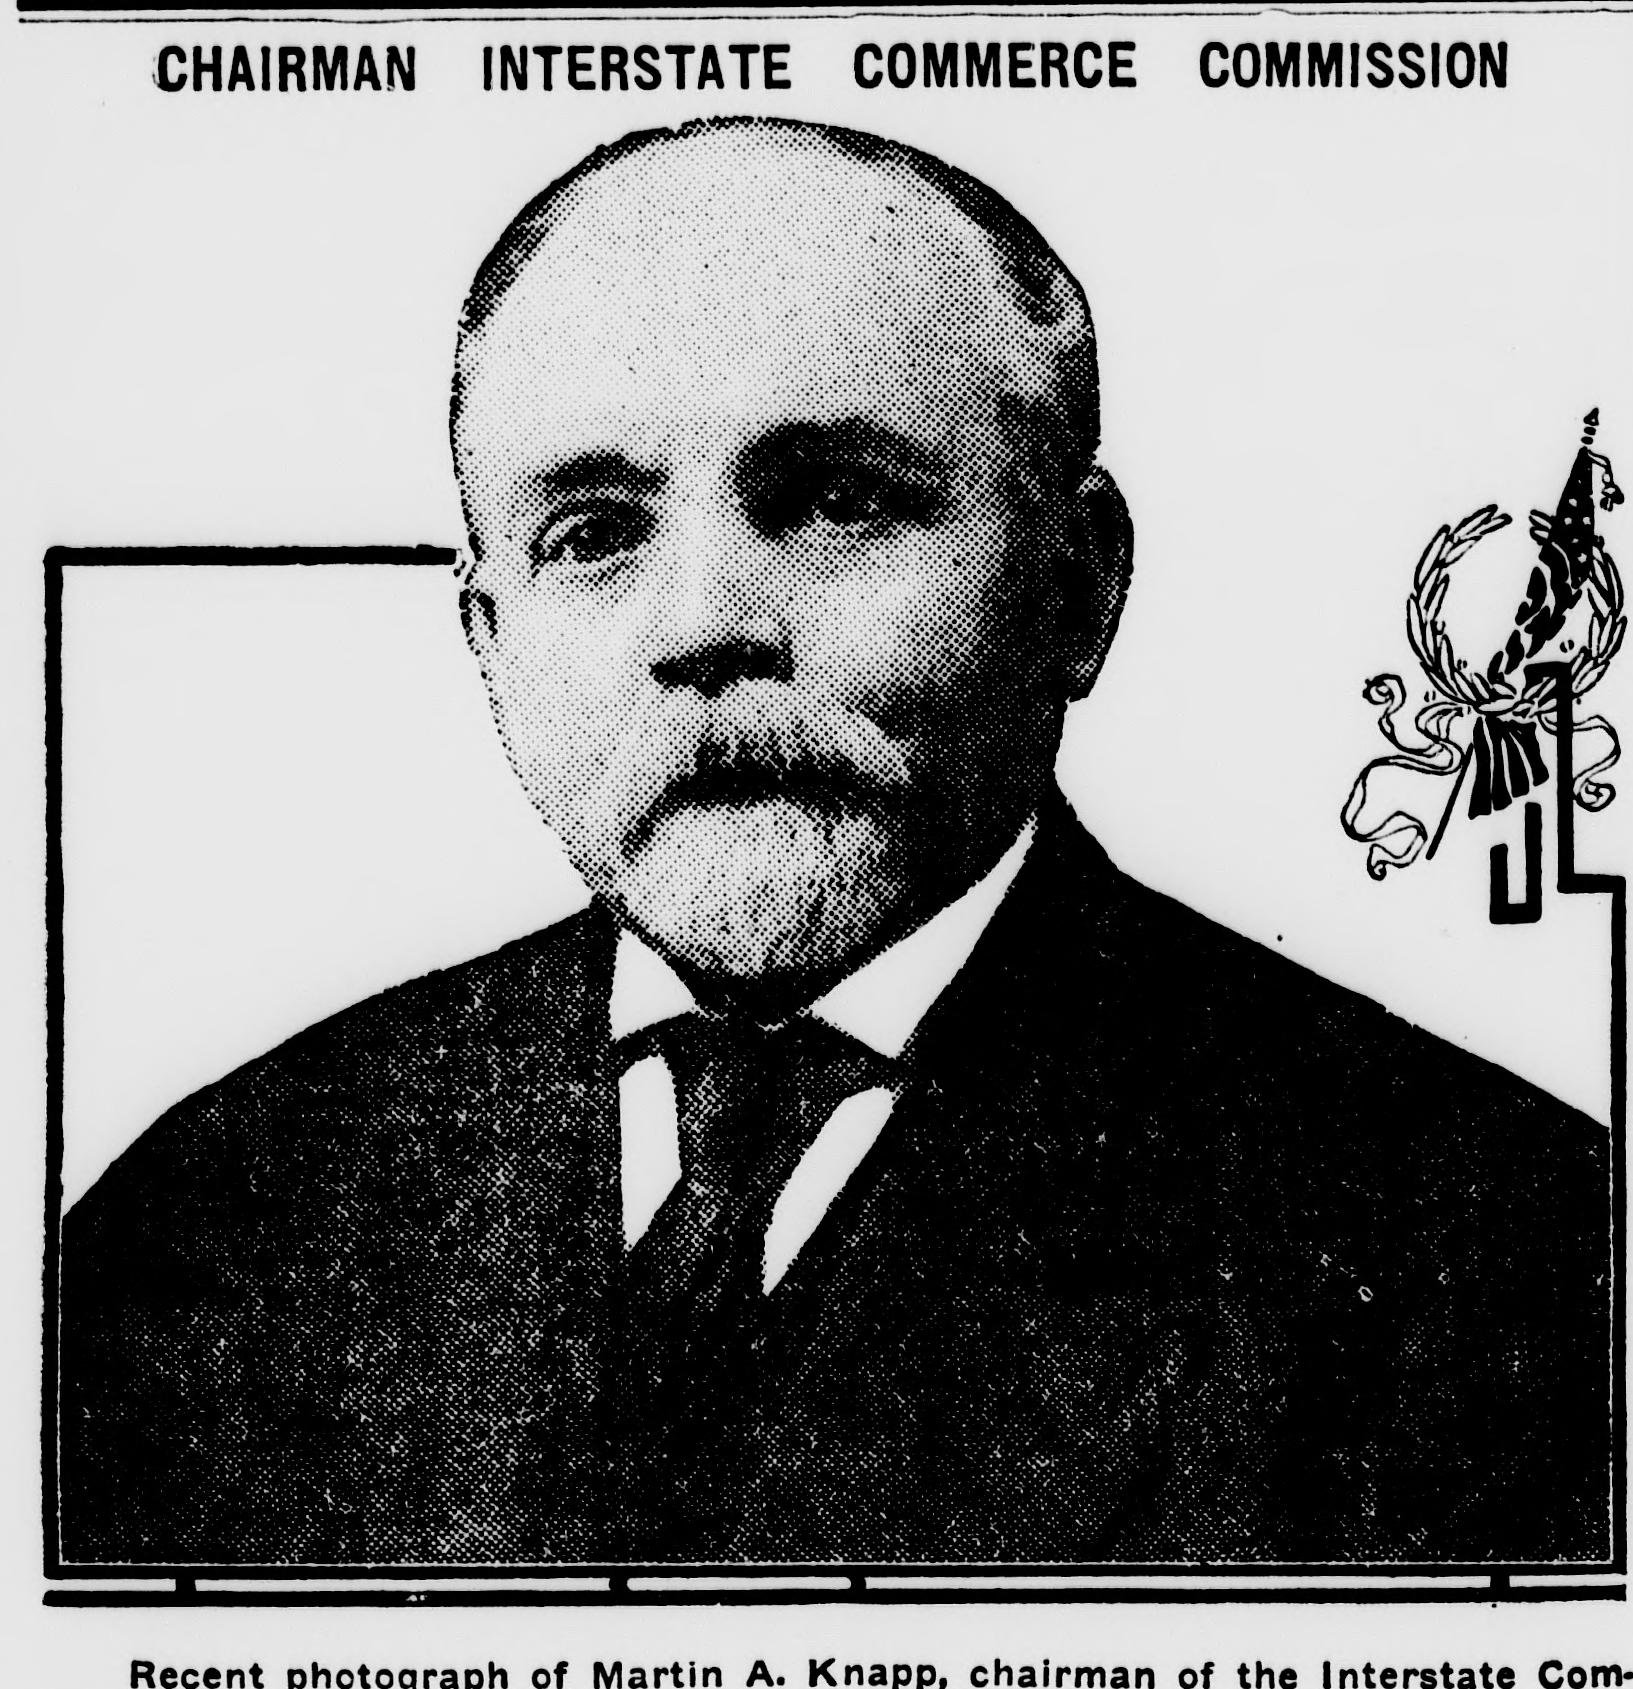 CHAIRMAN INTERSTATE COMMERCE COMMISSION
Recent photograph of Martin A. Knapp, chairman of the Interstate Com-